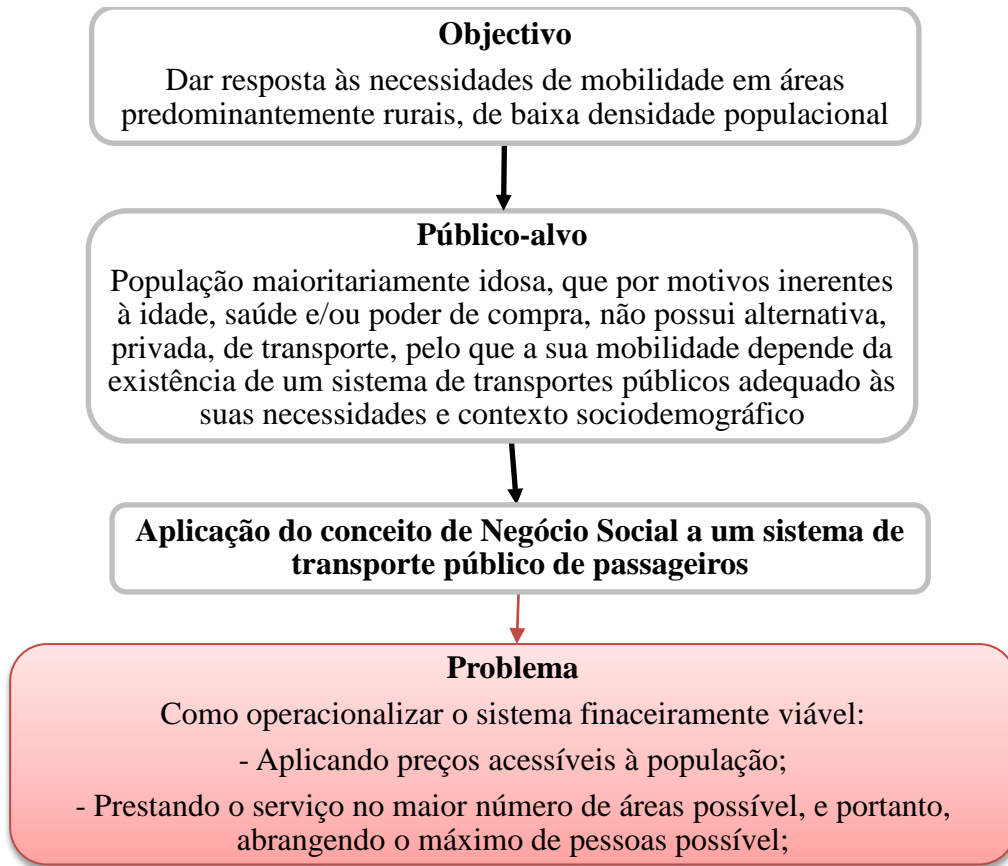 Objectivo
Dar resposta às necessidades de mobilidade em áreas
predominantemente rurais, de baixa densidade populacional
Público-alvo
População maioritariamente idosa, que por motivos inerentes
à idade, saúde e/ou poder de compra, não possui alternativa,
privada, de transporte, pelo que a sua mobilidade depende da
existência de um sistema de transportes públicos adequado às
suas necessidades e contexto sociodemográfico
Aplicação do conceito de Negócio Social a um sistema de
transporte público de passageiros
Problema
Como operacionalizar o sistema finaceiramente viável:
- Aplicando preços acessíveis à população;
- Prestando o serviço no maior número de áreas possível, e portanto,
abrangendo o máximo de pessoas possível;